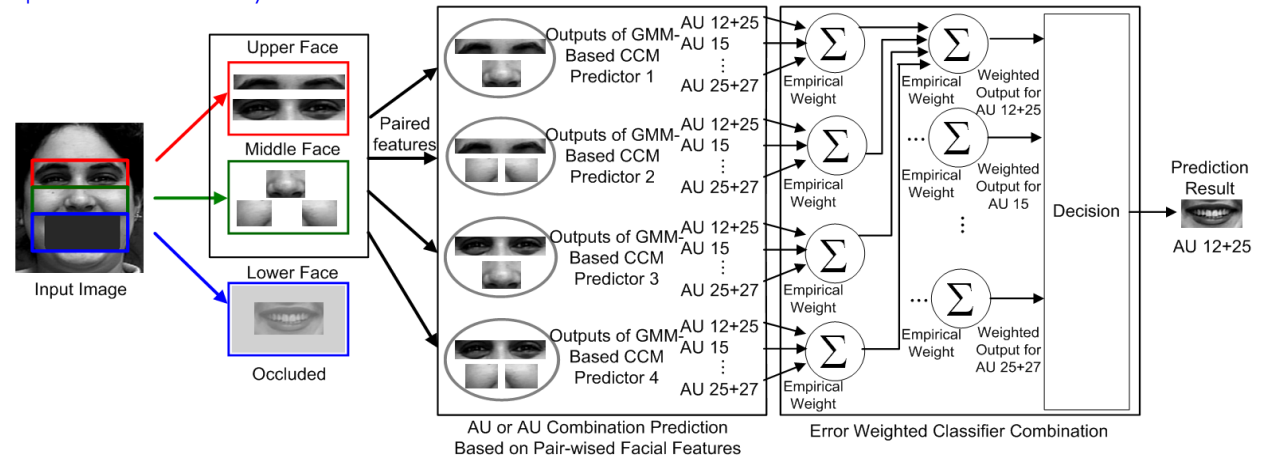 Upper Face
Middle Face
Input Image
Lower Face
Occluded
Paired
features
Outputs of GMM-
Based CCM
Predictor 1
AU 12+25
AU 15
⋮
AU 25+27
Outputs of GMM-
Based CCM
Predictor 2
AU 12+25
AU 15
⋮
AU 25+27
Outputs of GMM-
Based CCM
Predictor 3
AU 12+25
AU 15
⋮
AU 25+27
Outputs of GMM-
Based CCM
Predictor 4
AU 12+25
AU 15
⋮
AU 25+27
AU or AU Combination Prediction
Based on Pair-wised Facial Features
Σ
Empirical
Weight
Σ
Empirical
Weight
Σ
Empirical
Weight
Σ
Empirical
Weight
Σ
Empirical
Weight
Weighted
Output for
AU 12+25
... Σ
Empirical
Weight
Weighted
Output for
AU 15
⋮
... Σ
Empirical
Weight
Weighted
Output for
AU 25+27
Decision
Error Weighted Classifier Combination
Prediction
Result
AU 12+25